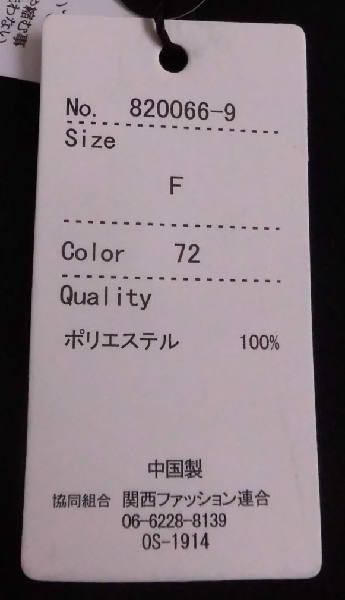 No. 820066-9
Size
F
Color 72
Quality
ポリエステル 100%
中国製
協同組合 関西ファッション連合
06-6228-8139
OS-1914